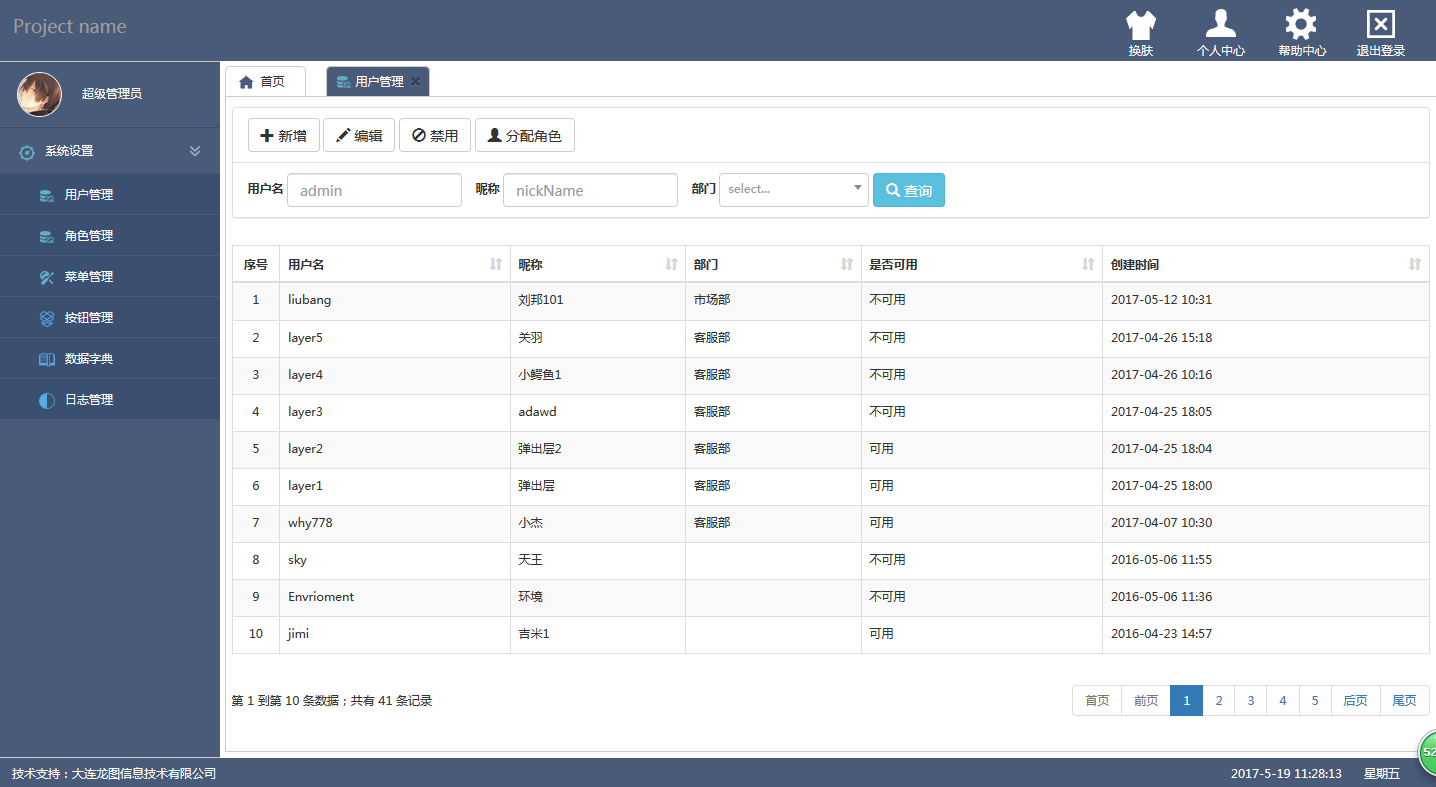 Project name
换肤 个人中心 帮助中心 退出登录
超级管理员
系统设置
用户管理
角色管理
菜单管理
按钮管理
数据字典
日志管理
首页 用户管理
新增 编辑 禁用 分配角色
用户名 admin 昵称 nickName 部门 select... 查询
序号 用户名 昵称 部门 是否可用 创建时间
1 liubang 刘邦101 市场部 不可用 2017-05-12 10:31
2 layer5 关羽 客服部 不可用 2017-04-26 15:18
3 layer4 小鳄鱼1 客服部 不可用 2017-04-26 10:16
4 layer3 adawd 客服部 不可用 2017-04-25 18:05
5 layer2 弹出层2 客服部 可用 2017-04-25 18:04
6 layer1 弹出层 客服部 可用 2017-04-25 18:00
7 why778 小杰 客服部 可用 2017-04-07 10:30
8 sky 天王 不可用 2016-05-06 11:55
9 Envrioment 环境 不可用 2016-05-06 11:36
10 jimi 吉米1 可用 2016-04-23 14:57
第 1 到第 10 条数据；共有 41 条记录
首页 前页 1 2 3 4 5 后页 尾页
技术支持：大连龙图信息技术有限公司
2017-5-19 11:28:13 星期五